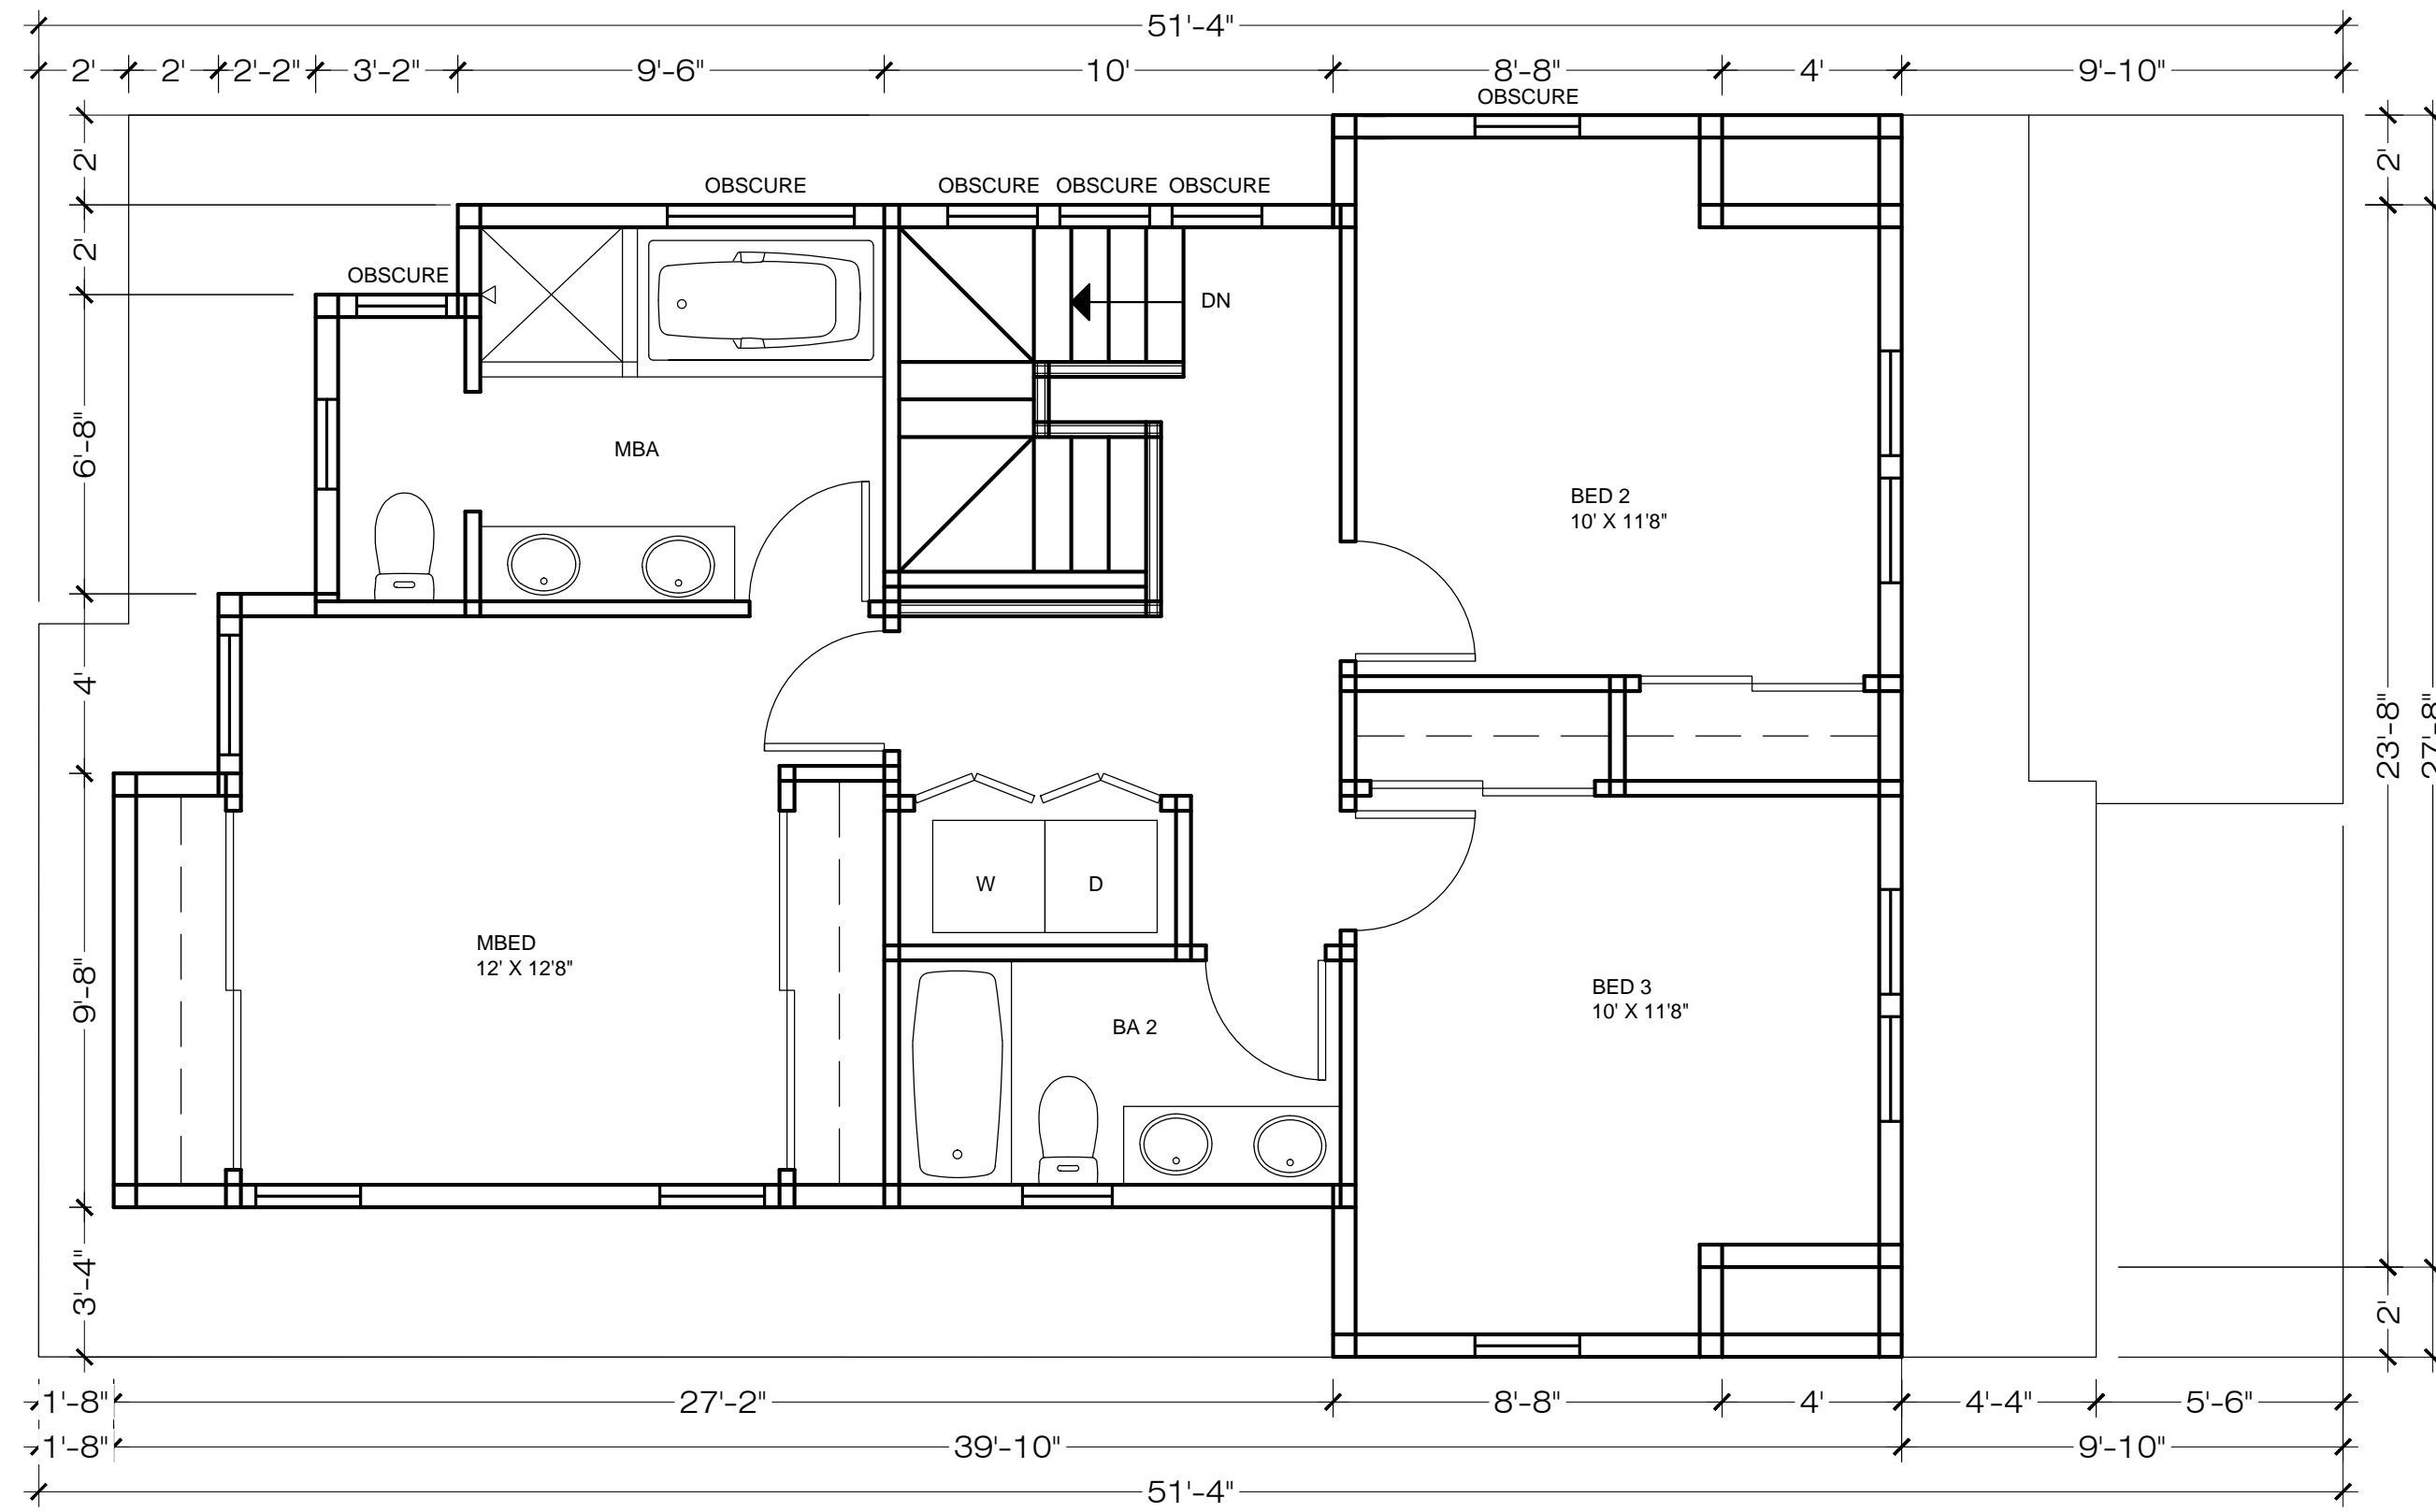 51'-4"
2'
2'
2'-2"
3'-2"
9'-6"
10'
8'-8"
4'
9'-10"
OBSCURE
2'
2'
OBSCURE
OBSCURE
OBSCURE
OBSCURE
2'
OBSCURE
DN
6'-8"
MBA
BED 2
10' X 11'8"
4'
23'-8"
27'-8"
W
D
MBED
12' X 12'8"
9'-8"
BED 3
10' X 11'8"
BA 2
3'-4"
2'
1'-8"
27'-2"
8'-8"
4'
4'-4"
5'-6"
1'-8"
39'-10"
9'-10"
51'-4"